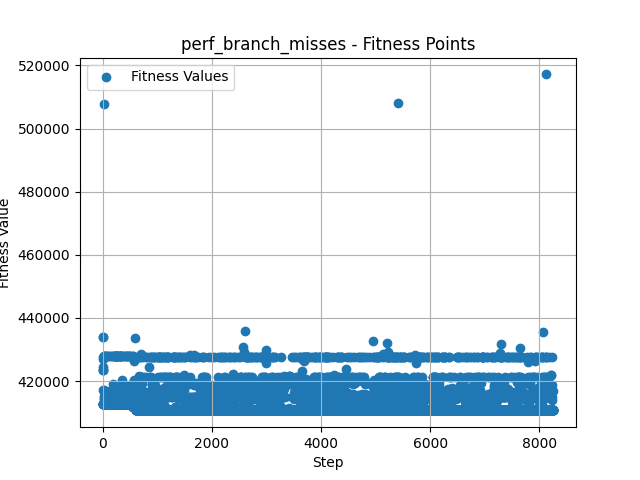 perf_branch_misses - Fitness Points
Fitness Values
520000
500000
480000
460000
440000
420000
Fitness Value
0 2000 4000 6000 8000
Step